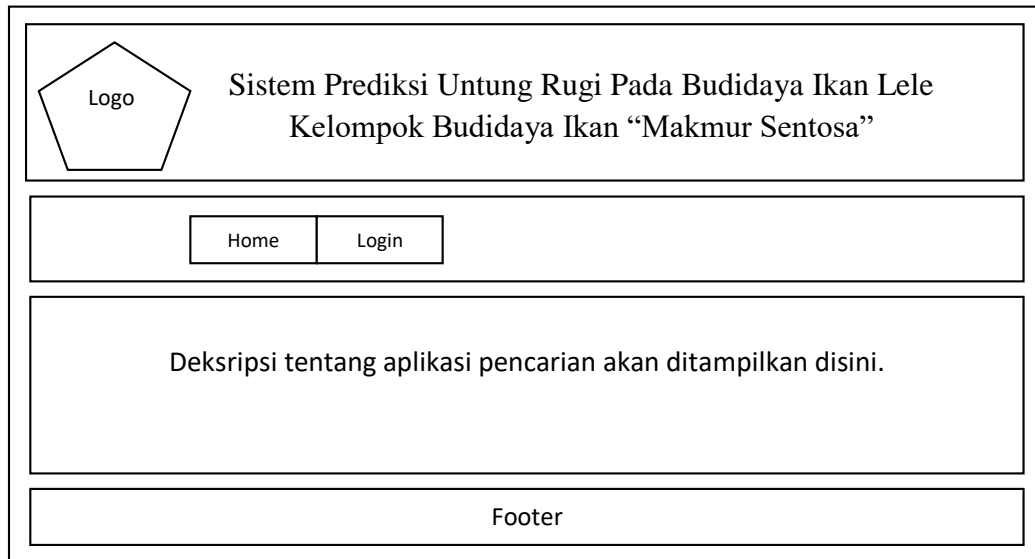 Logo
Sistem Prediksi Untung Rugi Pada Budidaya Ikan Lele
Kelompok Budidaya Ikan “Makmur Sentosa”
Home Login
Deksripsi tentang aplikasi pencarian akan ditampilkan disini.
Footer